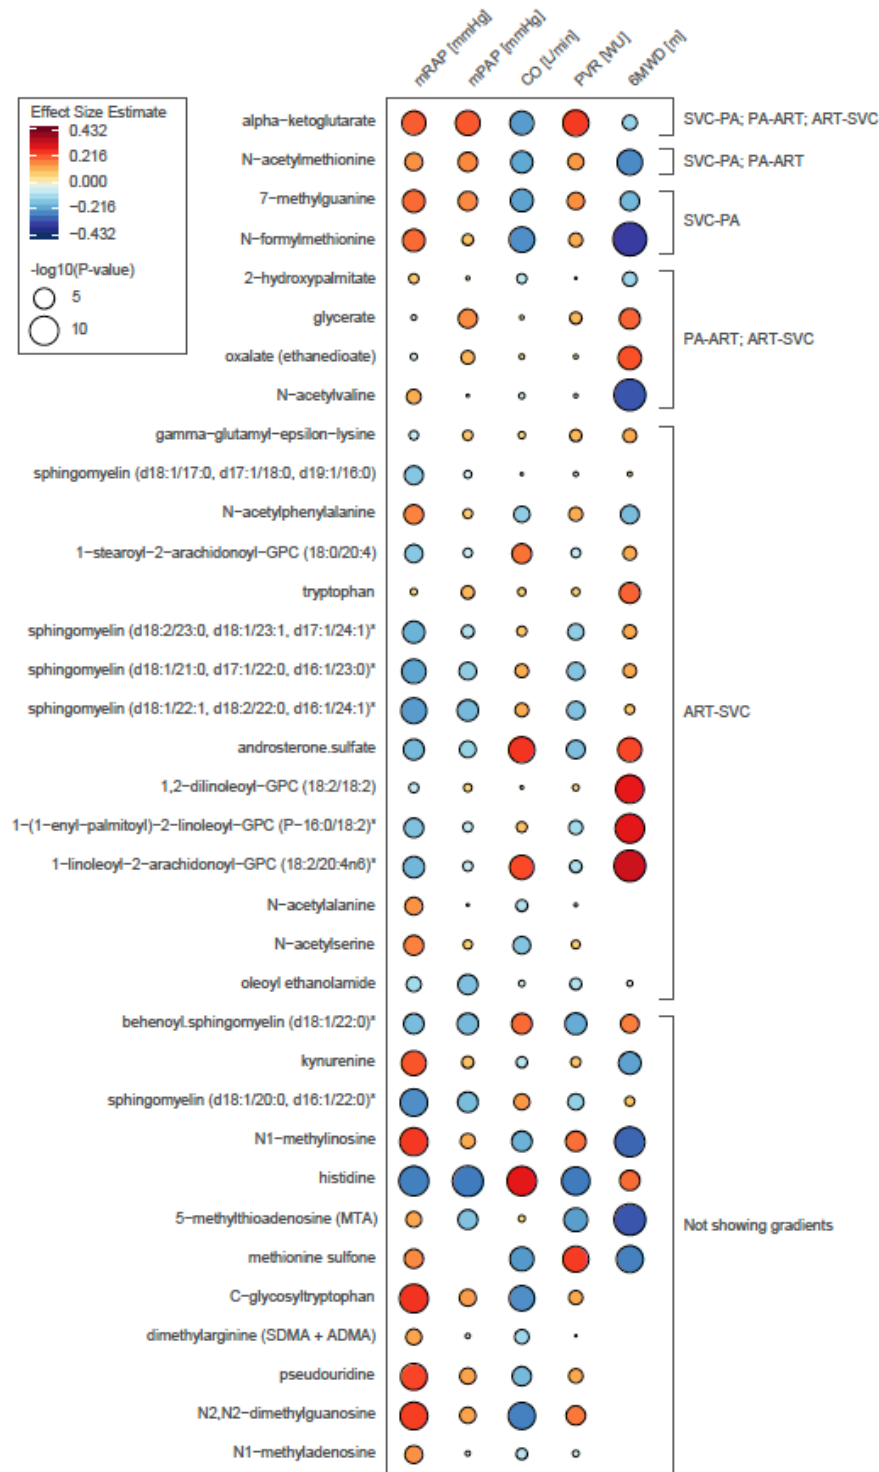 mRAP [mmHg]
mPAP [mmHg]
CO [L/min]
PVR [WU]
6MWD [m]
Effect Size Estimate
0.432
0.216
0.000
−0.216
−0.432
-log10(P-value)
5
10
alpha−ketoglutarate
SVC-PA; PA-ART; ART-SVC
N−acetylmethionine
SVC-PA; PA-ART
7−methylguanine
SVC-PA
N−formylmethionine
2−hydroxypalmitate
glycerate
PA-ART; ART-SVC
oxalate (ethanedioate)
N−acetylvaline
gamma−glutamyl−epsilon−lysine
sphingomyelin (d18:1/17:0, d17:1/18:0, d19:1/16:0)
N−acetylphenylalanine
1−stearoyl−2−arachidonoyl−GPC (18:0/20:4)
tryptophan
sphingomyelin (d18:2/23:0, d18:1/23:1, d17:1/24:1)*
sphingomyelin (d18:1/21:0, d17:1/22:0, d16:1/23:0)*
sphingomyelin (d18:1/22:1, d18:2/22:0, d16:1/24:1)*
ART-SVC
androsterone.sulfate
1,2−dilinoleoyl−GPC (18:2/18:2)
1−(1−enyl−palmitoyl)−2−linoleoyl−GPC (P−16:0/18:2)*
1−linoleoyl−2−arachidonoyl−GPC (18:2/20:4n6)*
N−acetylalanine
N−acetylserine
oleoyl ethanolamide
behenoyl.sphingomyelin (d18:1/22:0)*
kynurenine
sphingomyelin (d18:1/20:0, d16:1/22:0)*
N1−methylinosine
histidine
5−methylthioadenosine (MTA)
Not showing gradients
methionine sulfone
C−glycosyltryptophan
dimethylarginine (SDMA + ADMA)
pseudouridine
N2,N2−dimethylguanosine
N1−methyladenosine